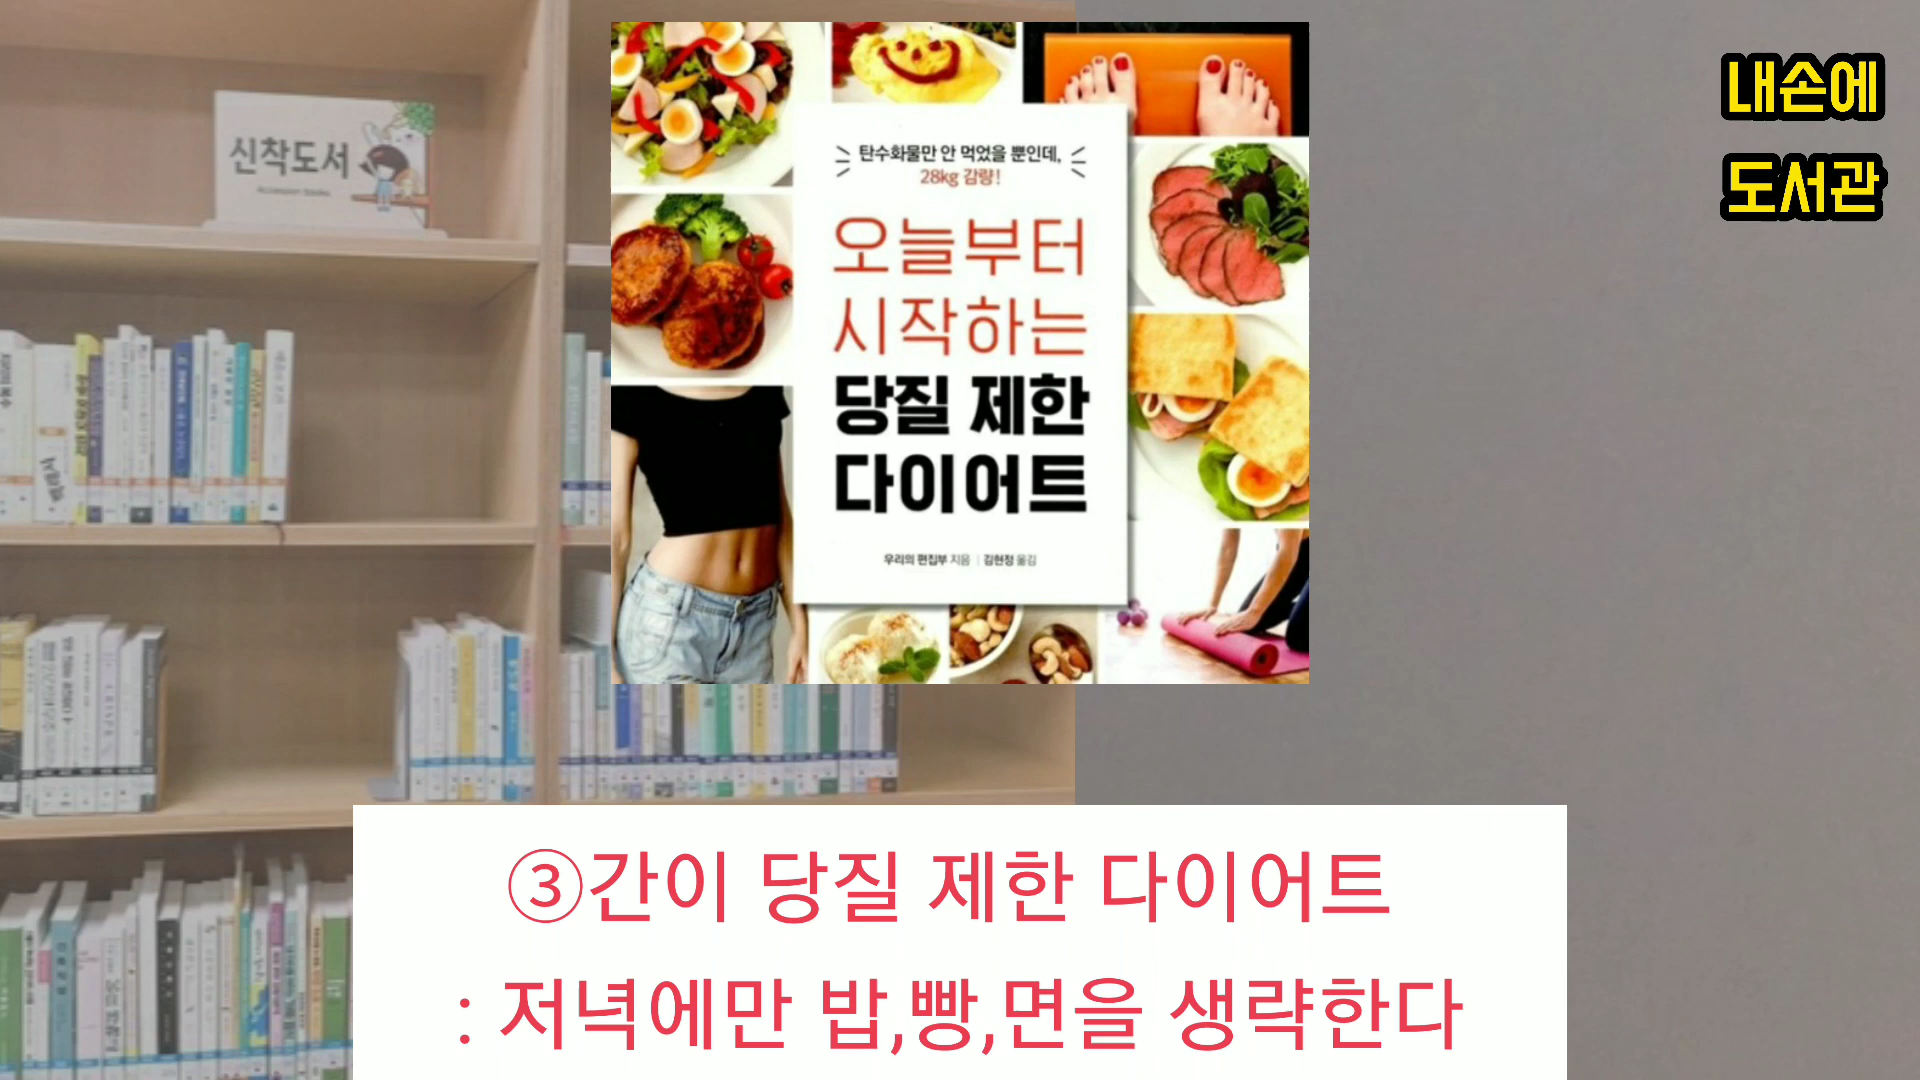 신착도서
내손에
도서관
탄수화물만 안 먹었을 뿐인데,
28kg 감량!
오늘부터
시작하는
당질 제한
다이어트
우리의 편집부 지음 | 김현정 옮김
③간이 당질 제한 다이어트
: 저녁에만 밥,빵,면을 생략한다